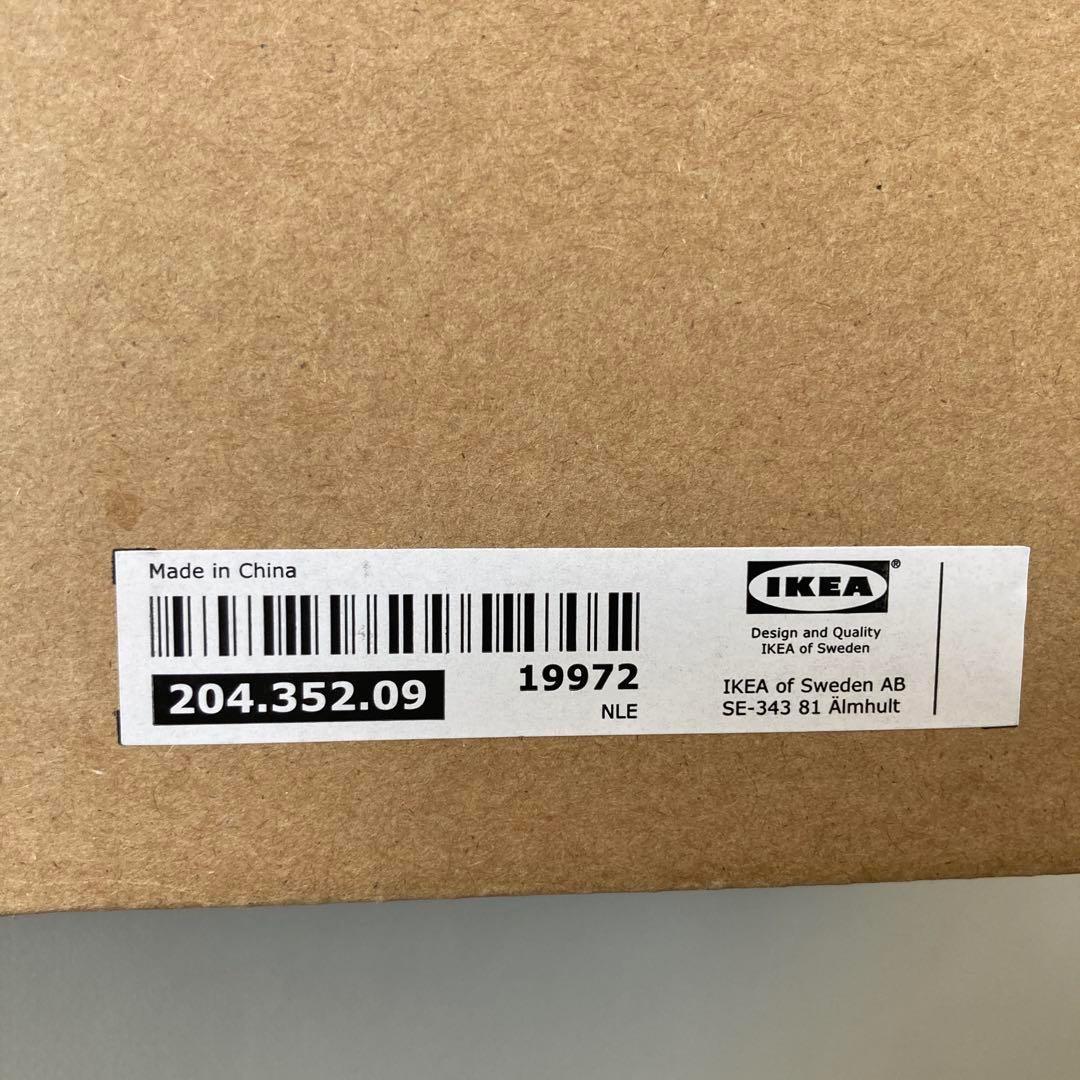 Made in China
204.352.09
19972
NLE
IKEA®
Design and Quality
IKEA of Sweden
IKEA of Sweden AB
SE-343 81 Älmhult